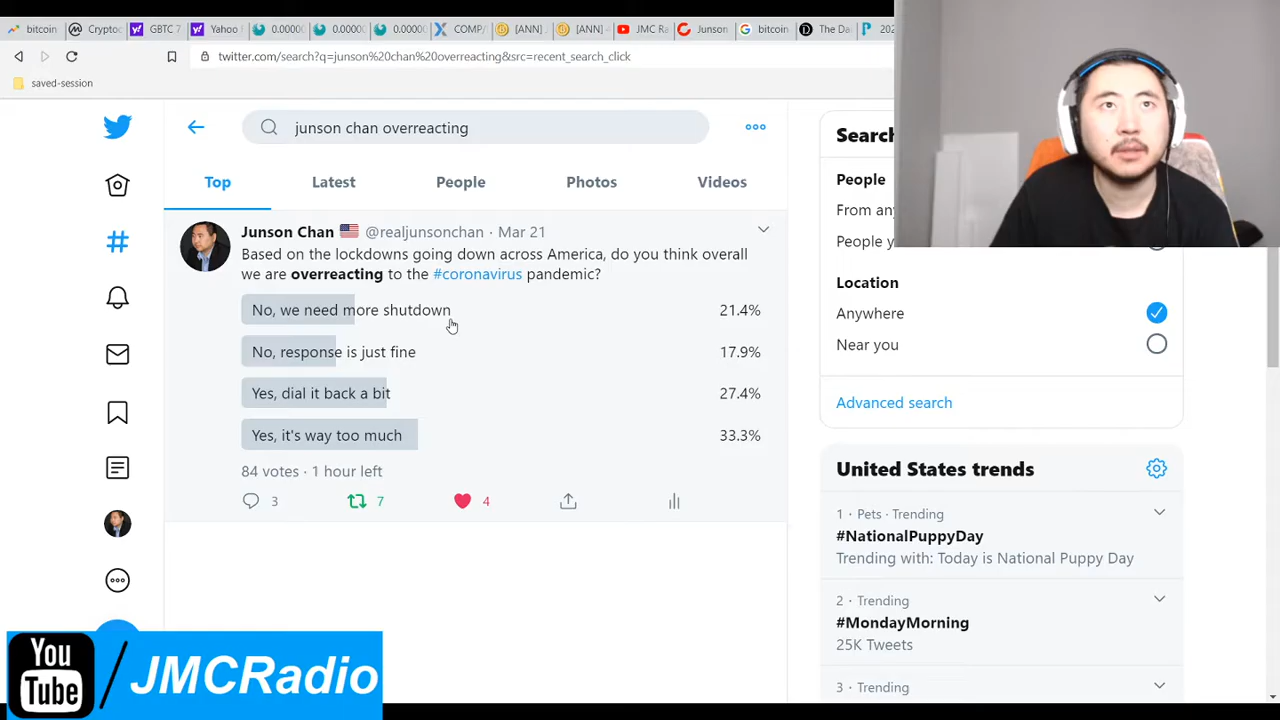 bitcoin
Crypto
GBTC 7
Yahoo
0.0000
0.0000
0.0000
COMP/
[ANN]
[ANN]
JMC Ra
Junson
bitcoin
The Da
202
twitter.com/search?q=junson%20chan%20overreacting&src=recent_search_click
saved-session
junson chan overreacting
Top
Latest
People
Photos
Videos
Junson Chan 🇺🇸 @realjunsonchan · Mar 21
Based on the lockdowns going down across America, do you think overall
we are overreacting to the #coronavirus pandemic?
No, we need more shutdown 21.4%
No, response is just fine 17.9%
Yes, dial it back a bit 27.4%
Yes, it's way too much 33.3%
84 votes · 1 hour left
3
7
4
Search
People
From an
People y
Location
Anywhere
Near you
Advanced search
United States trends
1 · Pets · Trending
#NationalPuppyDay
Trending with: Today is National Puppy Day
2 · Trending
#MondayMorning
25K Tweets
3 · Trending
You
Tube
/JMCRadio